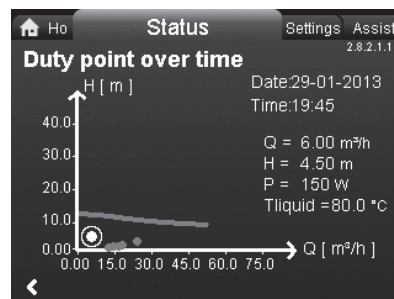 Ho Status Settings Assist
2.8.2.1.1
Duty point over time
H [ m ] Date:29-01-2013
Time:19:45
40.0
Q = 6.00 m³/h
30.0 H = 4.50 m
P = 150 W
20.0 Tliquid =80.0 °C
10.0
0.00 Q [ m³/h ]
0.00 15.0 30.0 45.0 60.0 75.0